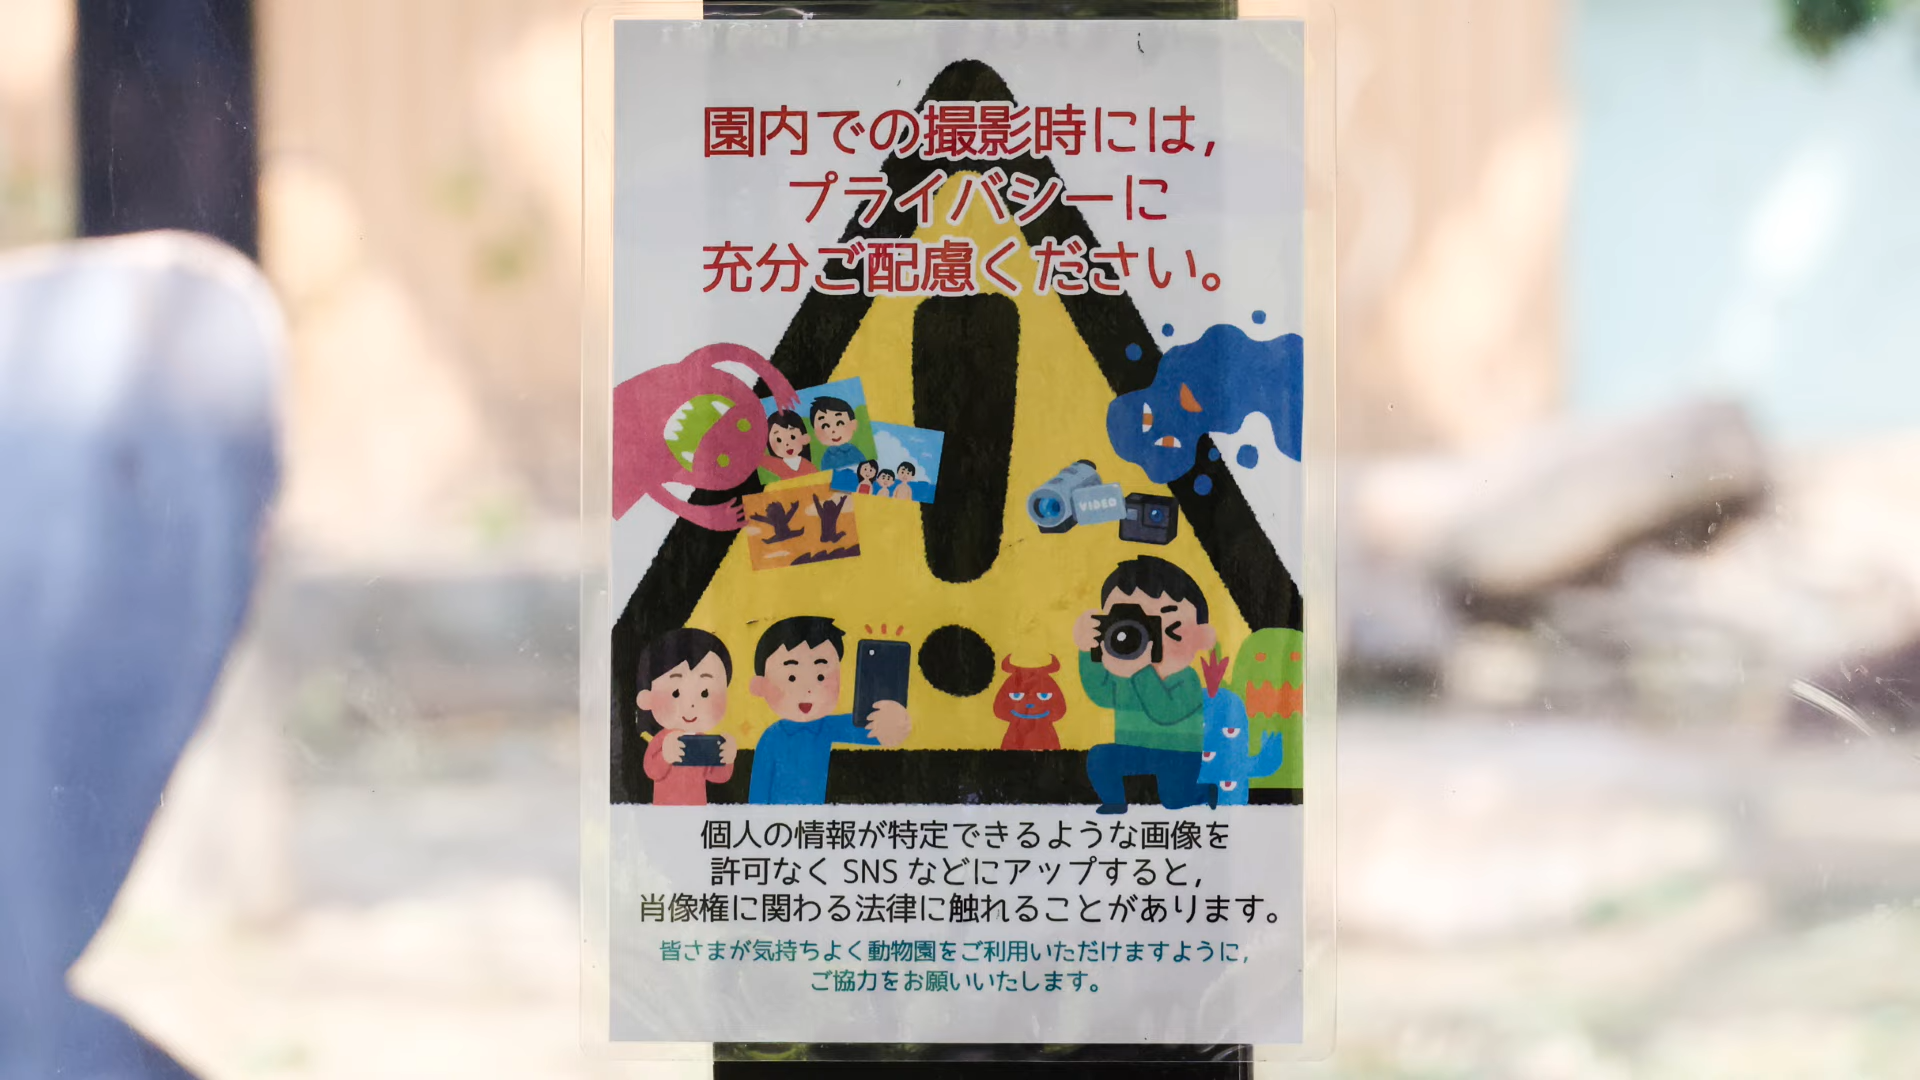 園内での撮影時には,
プライバシーに
充分ご配慮ください。
VIDEO
個人の情報が特定できるような画像を
許可なく SNS などにアップすると,
肖像権に関わる法律に触れることがあります。
皆さまが気持ちよく動物園をご利用いただけますように,
ご協力をお願いいたします。